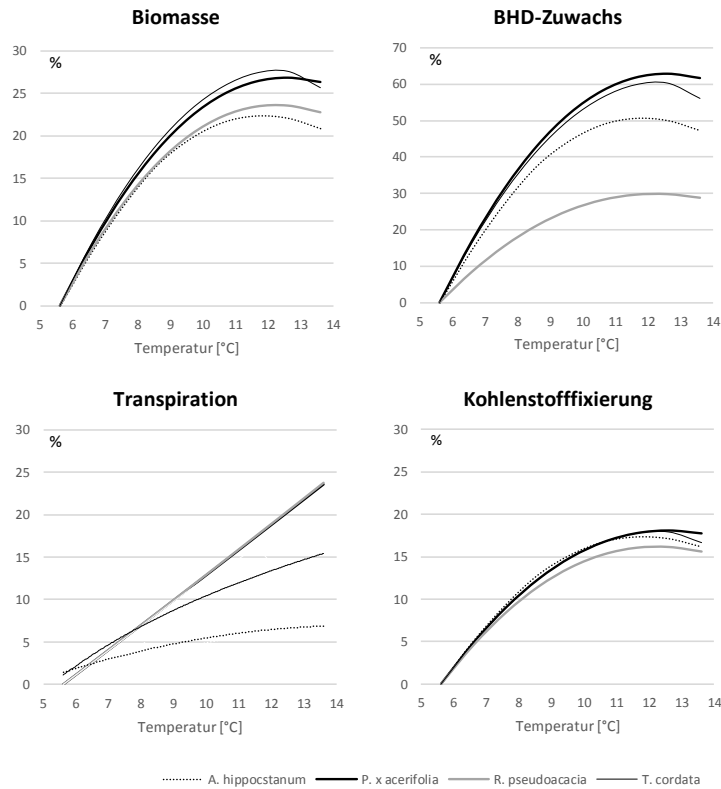 Biomasse
BHD-Zuwachs
30
25
20
15
10
5
0
%
5 6 7 8 9 10 11 12 13 14
Temperatur [°C]
70
60
50
40
30
20
10
0
%
5 6 7 8 9 10 11 12 13 14
Temperatur [°C]
Transpiration
Kohlenstofffixierung
30
25
20
15
10
5
0
%
5 6 7 8 9 10 11 12 13 14
Temperatur [°C]
30
25
20
15
10
5
0
%
5 6 7 8 9 10 11 12 13 14
Temperatur [°C]
A. hippocstanum P. x acerifolia R. pseudoacacia T. cordata